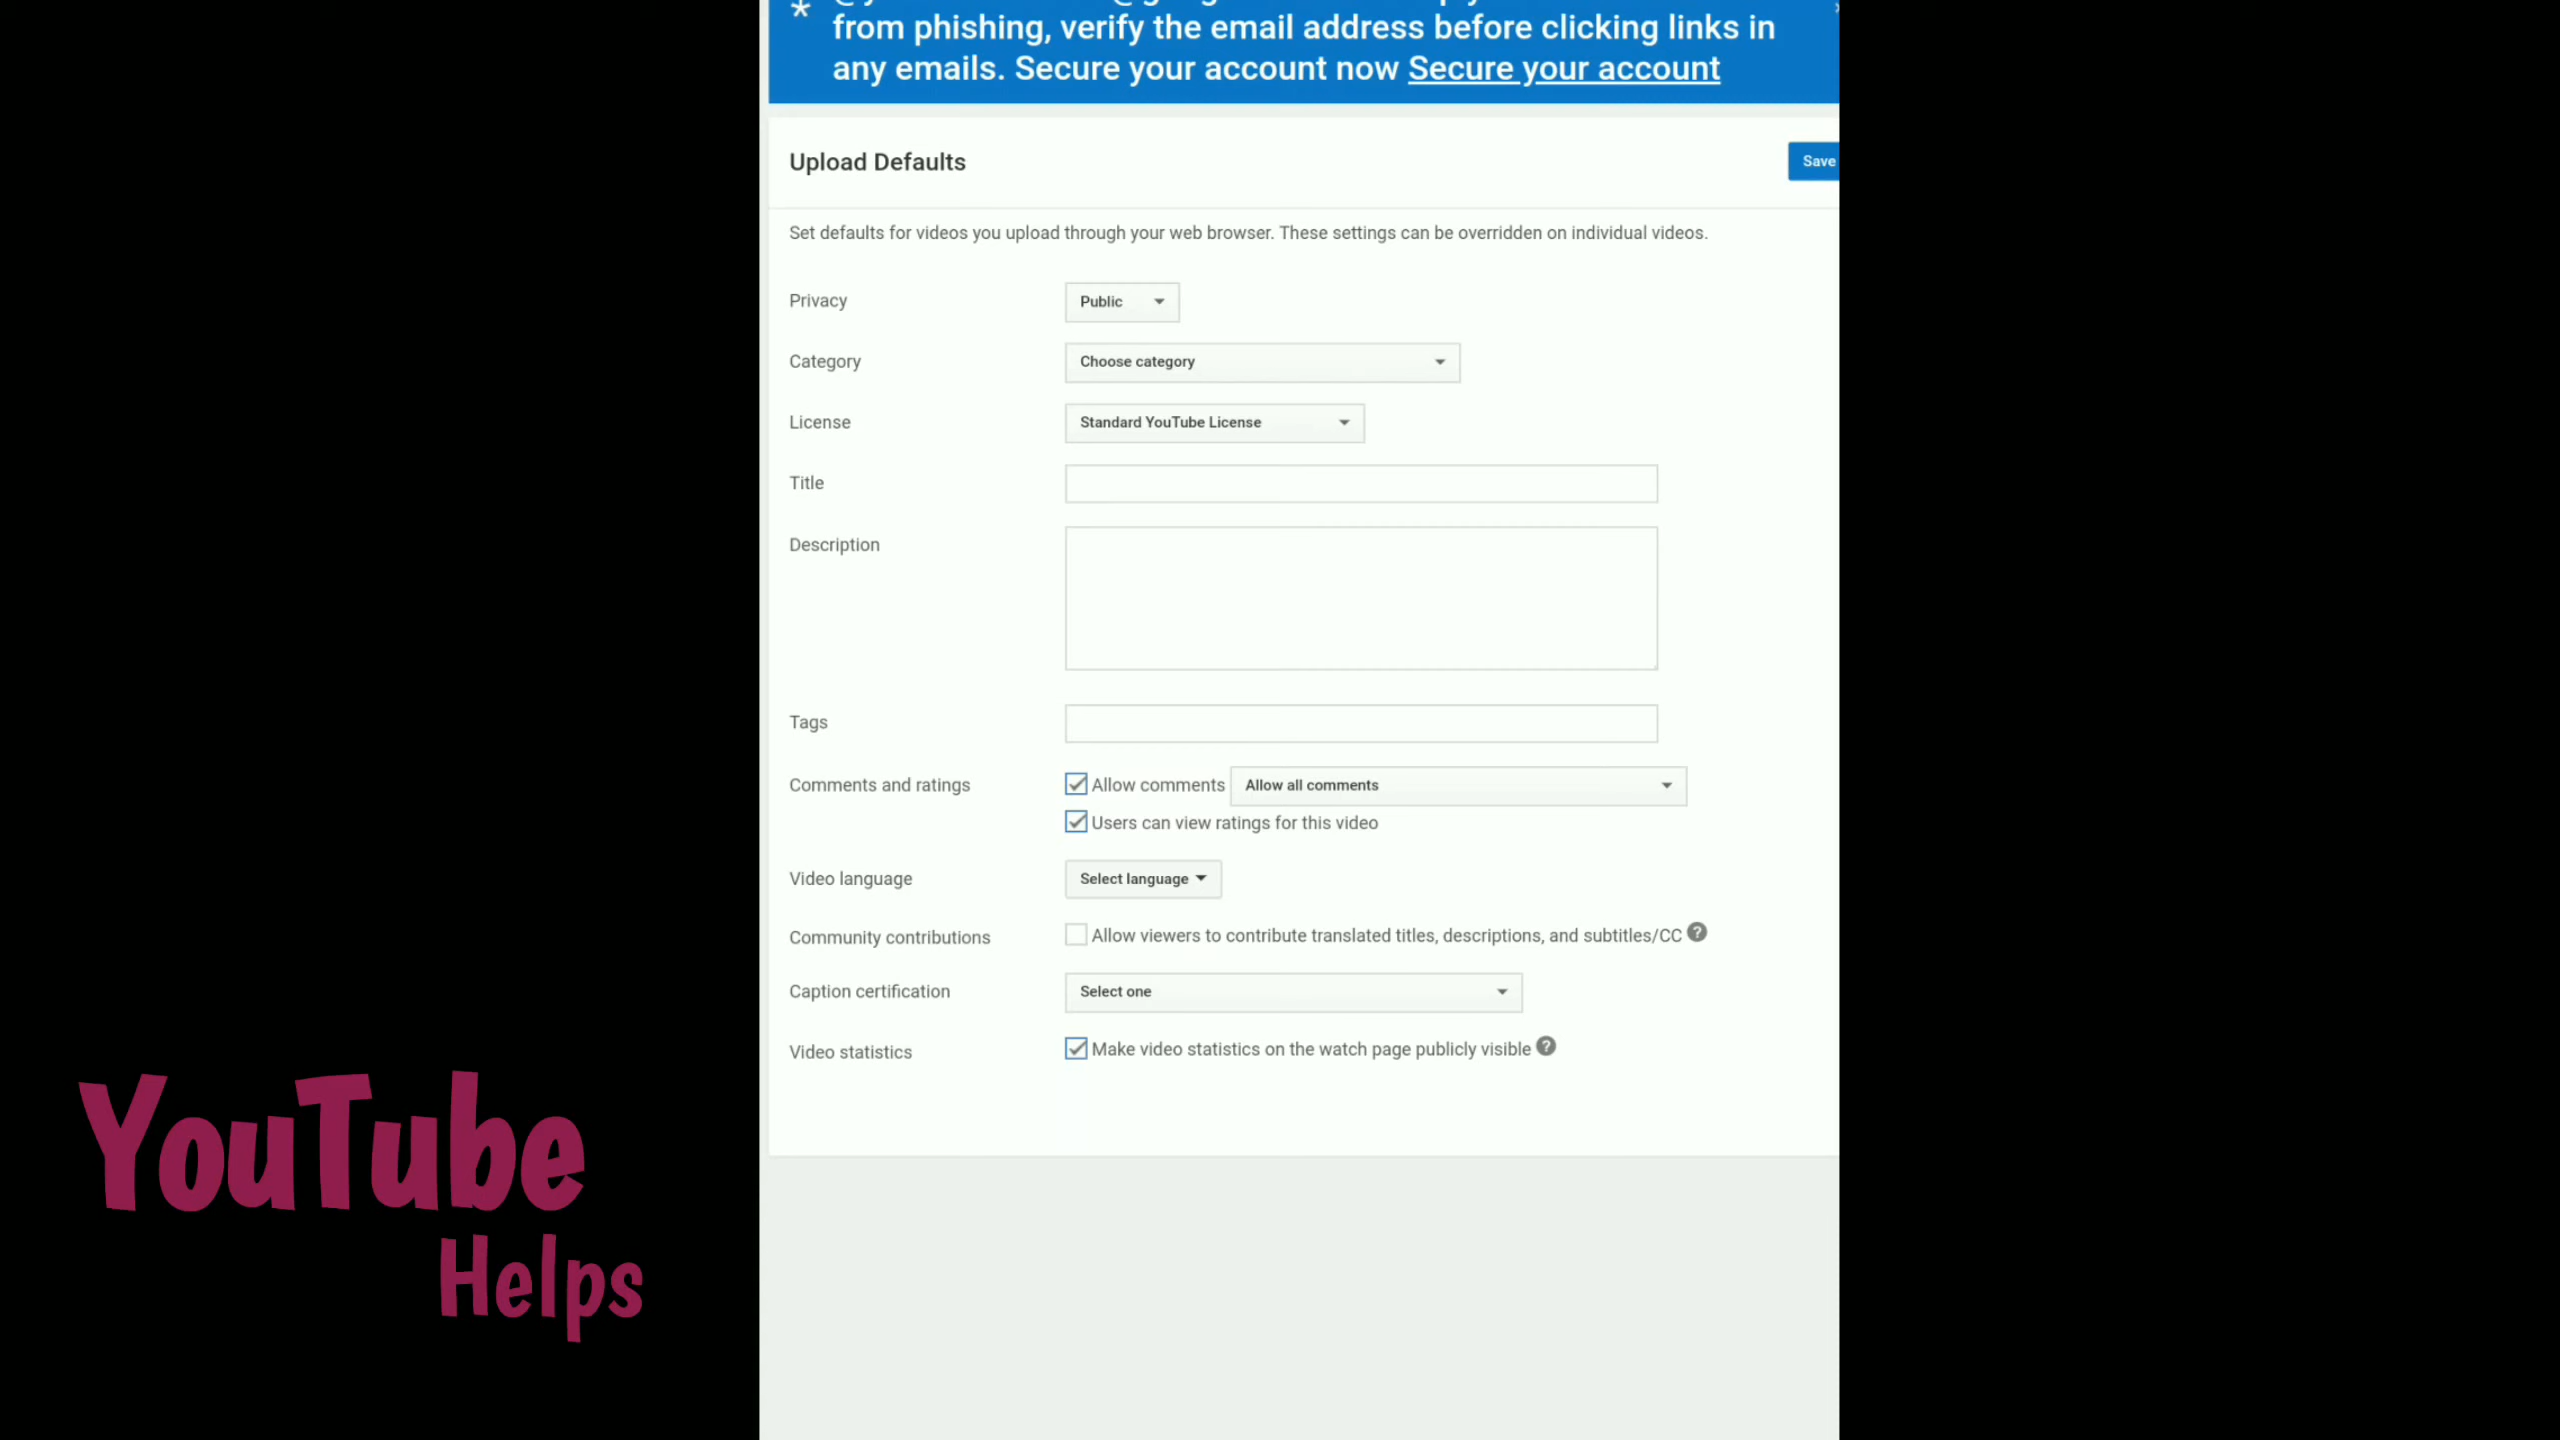 from phishing, verify the email address before clicking links in
any emails. Secure your account now Secure your account
Upload Defaults
Save
Set defaults for videos you upload through your web browser. These settings can be overridden on individual videos.
Privacy
Public
Category
Choose category
License
Standard YouTube License
Title
Description
Tags
Comments and ratings
Allow comments
Allow all comments
Users can view ratings for this video
Video language
Select language
Community contributions
Allow viewers to contribute translated titles, descriptions, and subtitles/CC ?
Caption certification
Select one
Video statistics
Make video statistics on the watch page publicly visible ?
YouTube
Helps